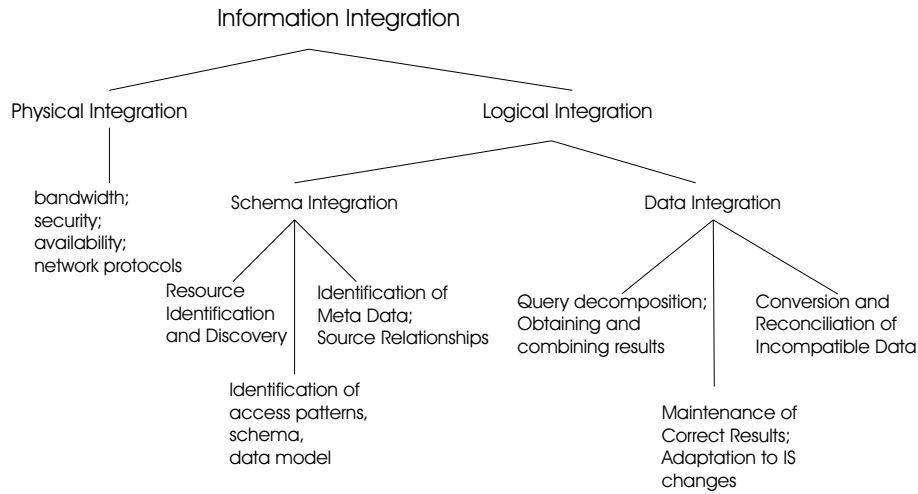 Information Integration
Physical Integration
Logical Integration
bandwidth;
security;
availability;
network protocols
Schema Integration
Data Integration
Resource
Identification
and Discovery
Identification of
Meta Data;
Source Relationships
Identification of
access patterns,
schema,
data model
Query decomposition;
Obtaining and
combining results
Conversion and
Reconciliation of
Incompatible Data
Maintenance of
Correct Results;
Adaptation to IS
changes